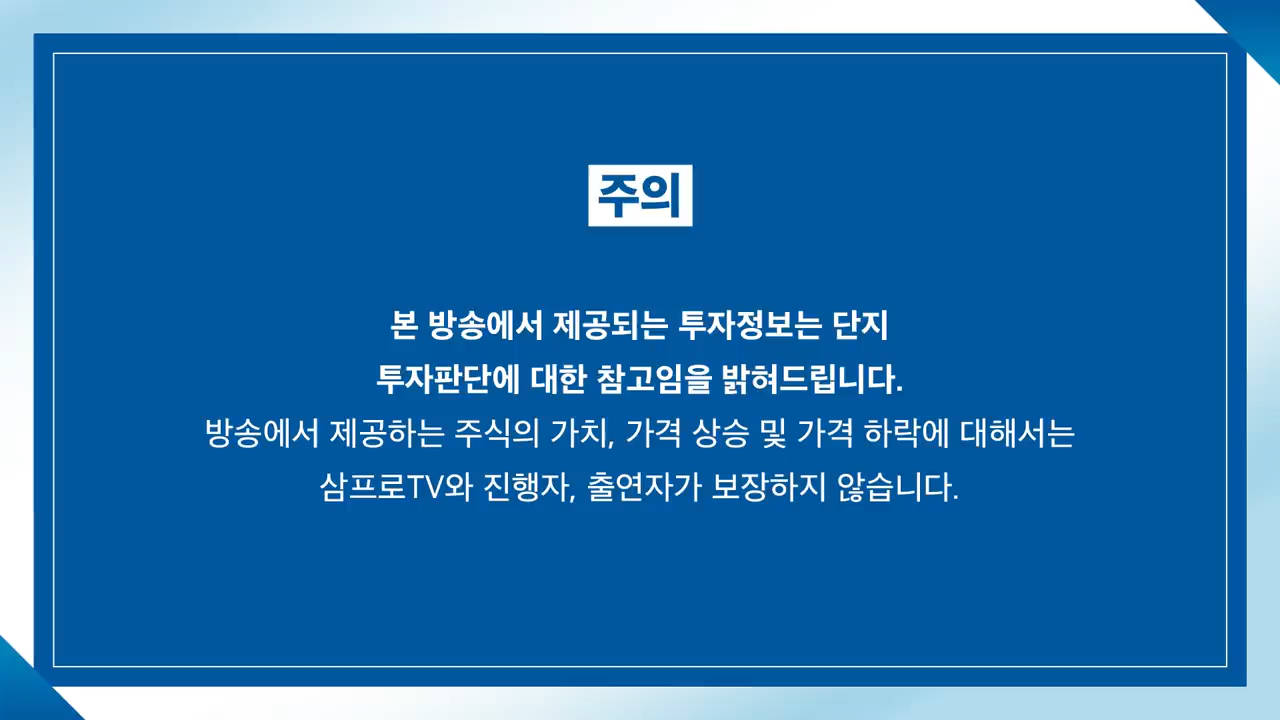 주의
본 방송에서 제공되는 투자정보는 단지
투자판단에 대한 참고임을 밝혀드립니다.
방송에서 제공하는 주식의 가치, 가격 상승 및 가격 하락에 대해서는
삼프로TV와 진행자, 출연자가 보장하지 않습니다.